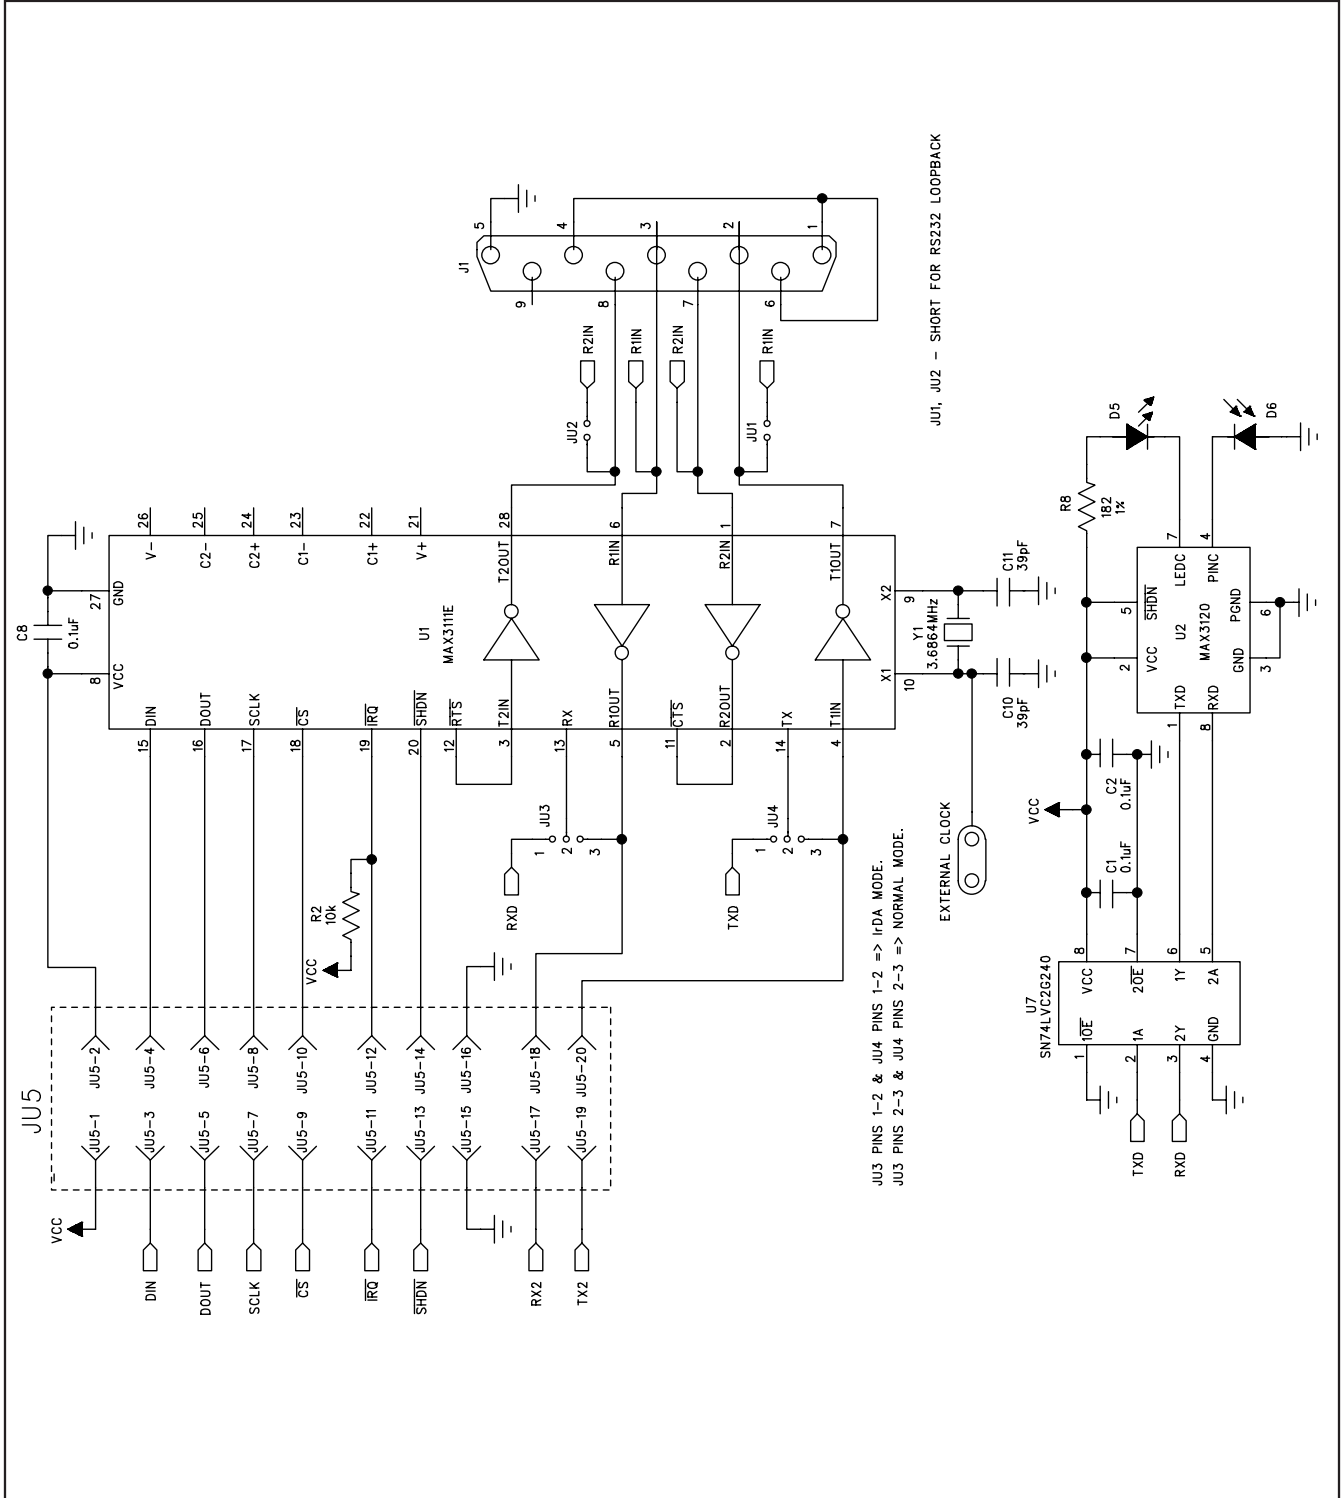 JU5
VCC
DIN
DOUT
SCLK
CS
IRQ
SHDN
RX2
TX2
JU5-1 JU5-2
JU5-3 JU5-4
JU5-5 JU5-6
JU5-7 JU5-8
JU5-9 JU5-10
JU5-11 JU5-12
JU5-13 JU5-14
JU5-15 JU5-16
JU5-17 JU5-18
JU5-19 JU5-20
C8
0.1uF
VCC
R2
10k
RXD
JU3
1
2
3
TXD
JU4
1
2
3
8 VCC
27 GND
15 DIN
16 DOUT
17 SCLK
18 CS
19 IRQ
20 SHDN
12 RTS
3 T2IN
13 RX
5 R1OUT
11 CTS
2 R2OUT
14 TX
4 T1IN
U1
MAX3111E
V- 26
C2- 25
C2+ 24
C1- 23
C1+ 22
V+ 21
T2OUT 28
R1IN 6
R2IN 1
T1OUT 7
X1 10
X2 9
Y1
3.6864MHz
C10
39pF
C11
39pF
EXTERNAL CLOCK
JU2
R2IN
R1IN
R2IN
JU1
R1IN
J1
5
9
4
8
3
7
2
6
1
JU1, JU2 - SHORT FOR RS232 LOOPBACK
JU3 PINS 1-2 & JU4 PINS 1-2 => IrDA MODE.
JU3 PINS 2-3 & JU4 PINS 2-3 => NORMAL MODE.
TXD
RXD
U7
SN74LVC2G240
1 1OE
2 1A
3 2Y
4 GND
VCC 8
2OE 7
1Y 6
2A 5
VCC
C1
0.1uF
C2
0.1uF
U2
MAX3120
1 TXD
8 RXD
2 VCC
5 SHDN
GND 3
PGND 6
LEDC 7
PINC 4
R8
182
1%
D5
D6